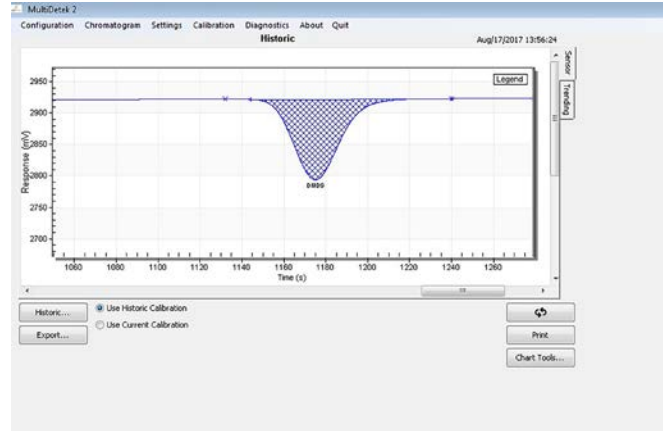 MultiDetek 2
Configuration Chromatogram Settings Calibration Diagnostics About Quit
Historic
Aug/17/2017 13:56:24
Sensor
Trending
Legend
Response (mV)
2950
2900
2850
2800
2750
2700
1060 1080 1100 1120 1140 1160 1180 1200 1220 1240 1260
Time (s)
Historic...
Use Historic Calibration
Export...
Use Current Calibration
Print
Chart Tools...